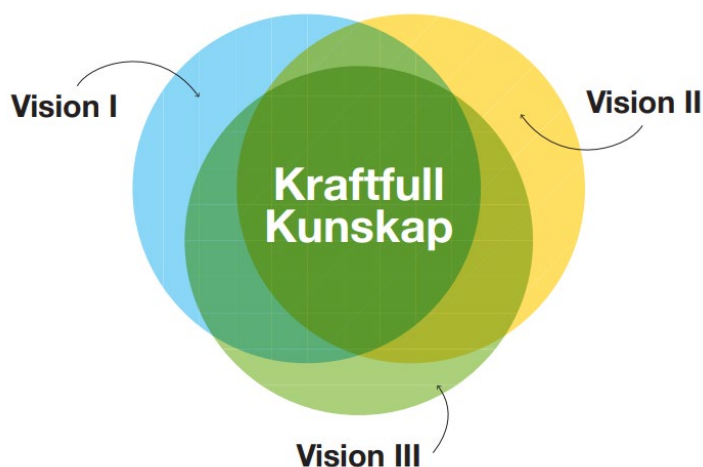 Vision I
Vision II
Kraftfull
Kunskap
Vision III